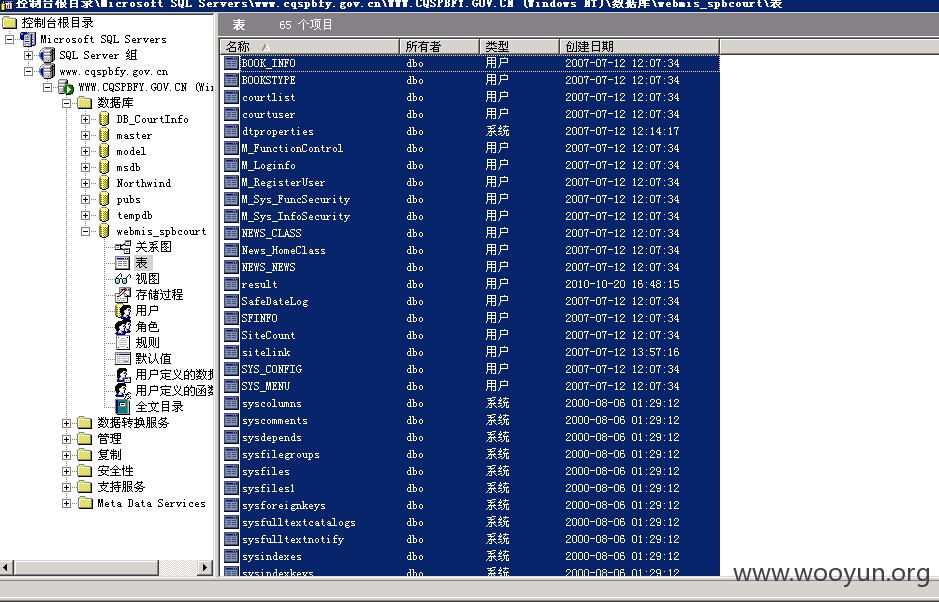 控制台根目录\Microsoft SQL Servers\www.cqspbfy.gov.cn\WWW.CQSPBFY.GOV.CN (Windows NT)\数据库\webmis_spbcourt\表
控制台根目录
Microsoft SQL Servers
SQL Server 组
www.cqspbfy.gov.cn
WWW.CQSPBFY.GOV.CN (Wi
数据库
DB_CourtInfo
master
model
msdb
Northwind
pubs
tempdb
webmis_spbcourt
关系图
表
视图
存储过程
用户
角色
规则
默认值
用户定义的数据
用户定义的函数
全文目录
数据转换服务
管理
复制
安全性
支持服务
Meta Data Services
表 65 个项目
名称 所有者 类型 创建日期
BOOK_INFO dbo 用户 2007-07-12 12:07:34
BOOKSTYPE dbo 用户 2007-07-12 12:07:34
courtlist dbo 用户 2007-07-12 12:07:34
courtuser dbo 用户 2007-07-12 12:07:34
dtproperties dbo 系统 2007-07-12 12:14:17
M_FunctionControl dbo 用户 2007-07-12 12:07:34
M_Loginfo dbo 用户 2007-07-12 12:07:34
M_RegisterUser dbo 用户 2007-07-12 12:07:34
M_Sys_FuncSecurity dbo 用户 2007-07-12 12:07:34
M_Sys_InfoSecurity dbo 用户 2007-07-12 12:07:34
NEWS_CLASS dbo 用户 2007-07-12 12:07:34
News_HomeClass dbo 用户 2007-07-12 12:07:34
NEWS_NEWS dbo 用户 2007-07-12 12:07:34
result dbo 用户 2010-10-20 16:48:15
SafeDateLog dbo 用户 2007-07-12 12:07:34
SFINFO dbo 用户 2007-07-12 12:07:34
SiteCount dbo 用户 2007-07-12 12:07:34
sitelink dbo 用户 2007-07-12 13:57:16
SYS_CONFIG dbo 用户 2007-07-12 12:07:34
SYS_MENU dbo 用户 2007-07-12 12:07:34
syscolumns dbo 系统 2000-08-06 01:29:12
syscomments dbo 系统 2000-08-06 01:29:12
sysdepends dbo 系统 2000-08-06 01:29:12
sysfilegroups dbo 系统 2000-08-06 01:29:12
sysfiles dbo 系统 2000-08-06 01:29:12
sysfiles1 dbo 系统 2000-08-06 01:29:12
sysforeignkeys dbo 系统 2000-08-06 01:29:12
sysfulltextcatalogs dbo 系统 2000-08-06 01:29:12
sysfulltextnotify dbo 系统 2000-08-06 01:29:12
sysindexes dbo 系统 2000-08-06 01:29:12
sysindexkeys dbo 系统 2000-08-06 01:29:12
www.wooyun.org